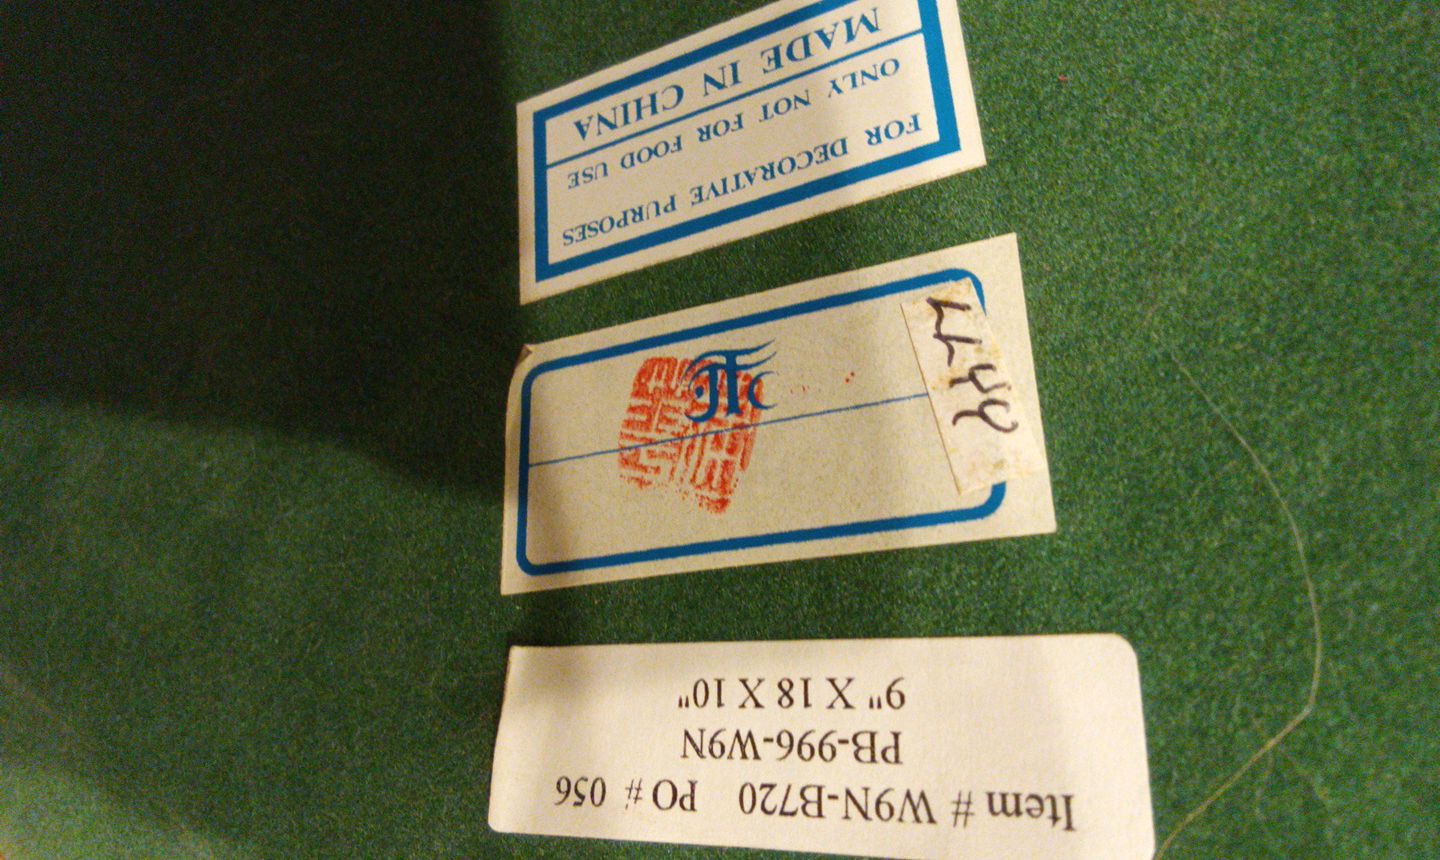 Item # W9N-B720 PO # 056
PB-996-W9N
9" X 18 X 10"
FOR DECORATIVE PURPOSES
ONLY NOT FOR FOOD USE
MADE IN CHINA